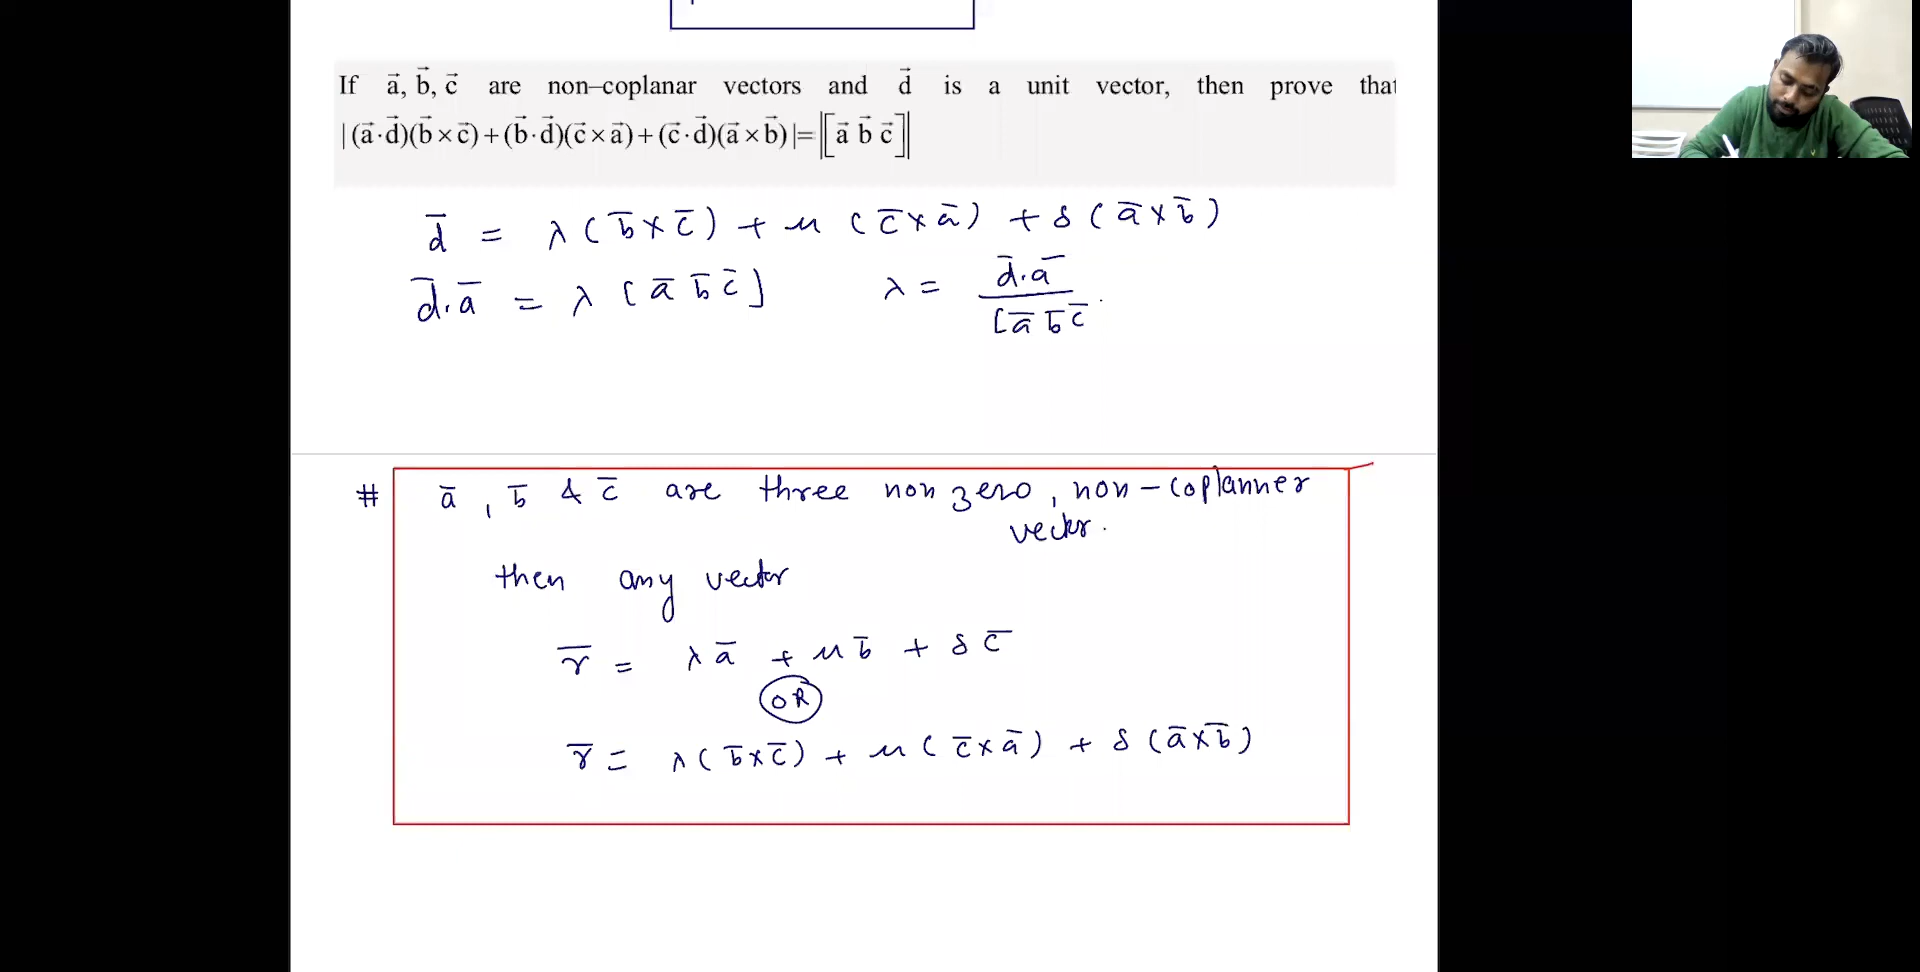 If a⃗, b⃗, c⃗ are non–coplanar vectors and d⃗ is a unit vector, then prove that
|(a⃗·d⃗)(b⃗×c⃗)+(b⃗·d⃗)(c⃗×a⃗)+(c⃗·d⃗)(a⃗×b⃗)|=|[a⃗ b⃗ c⃗]|
d̅ = λ(b̅×c̅) + μ(c̅×a̅) + δ(a̅×b̅)
d̅.a̅ = λ[a̅ b̅ c̅] λ = d̅.a̅ / [a̅ b̅ c̅
# a̅, b̅ & c̅ are three non zero, non-coplanner
vector.
then any vector
r̅ = λa̅ + μb̅ + δc̅
OR
r̅ = λ(b̅×c̅) + μ(c̅×a̅) + δ(a̅×b̅)